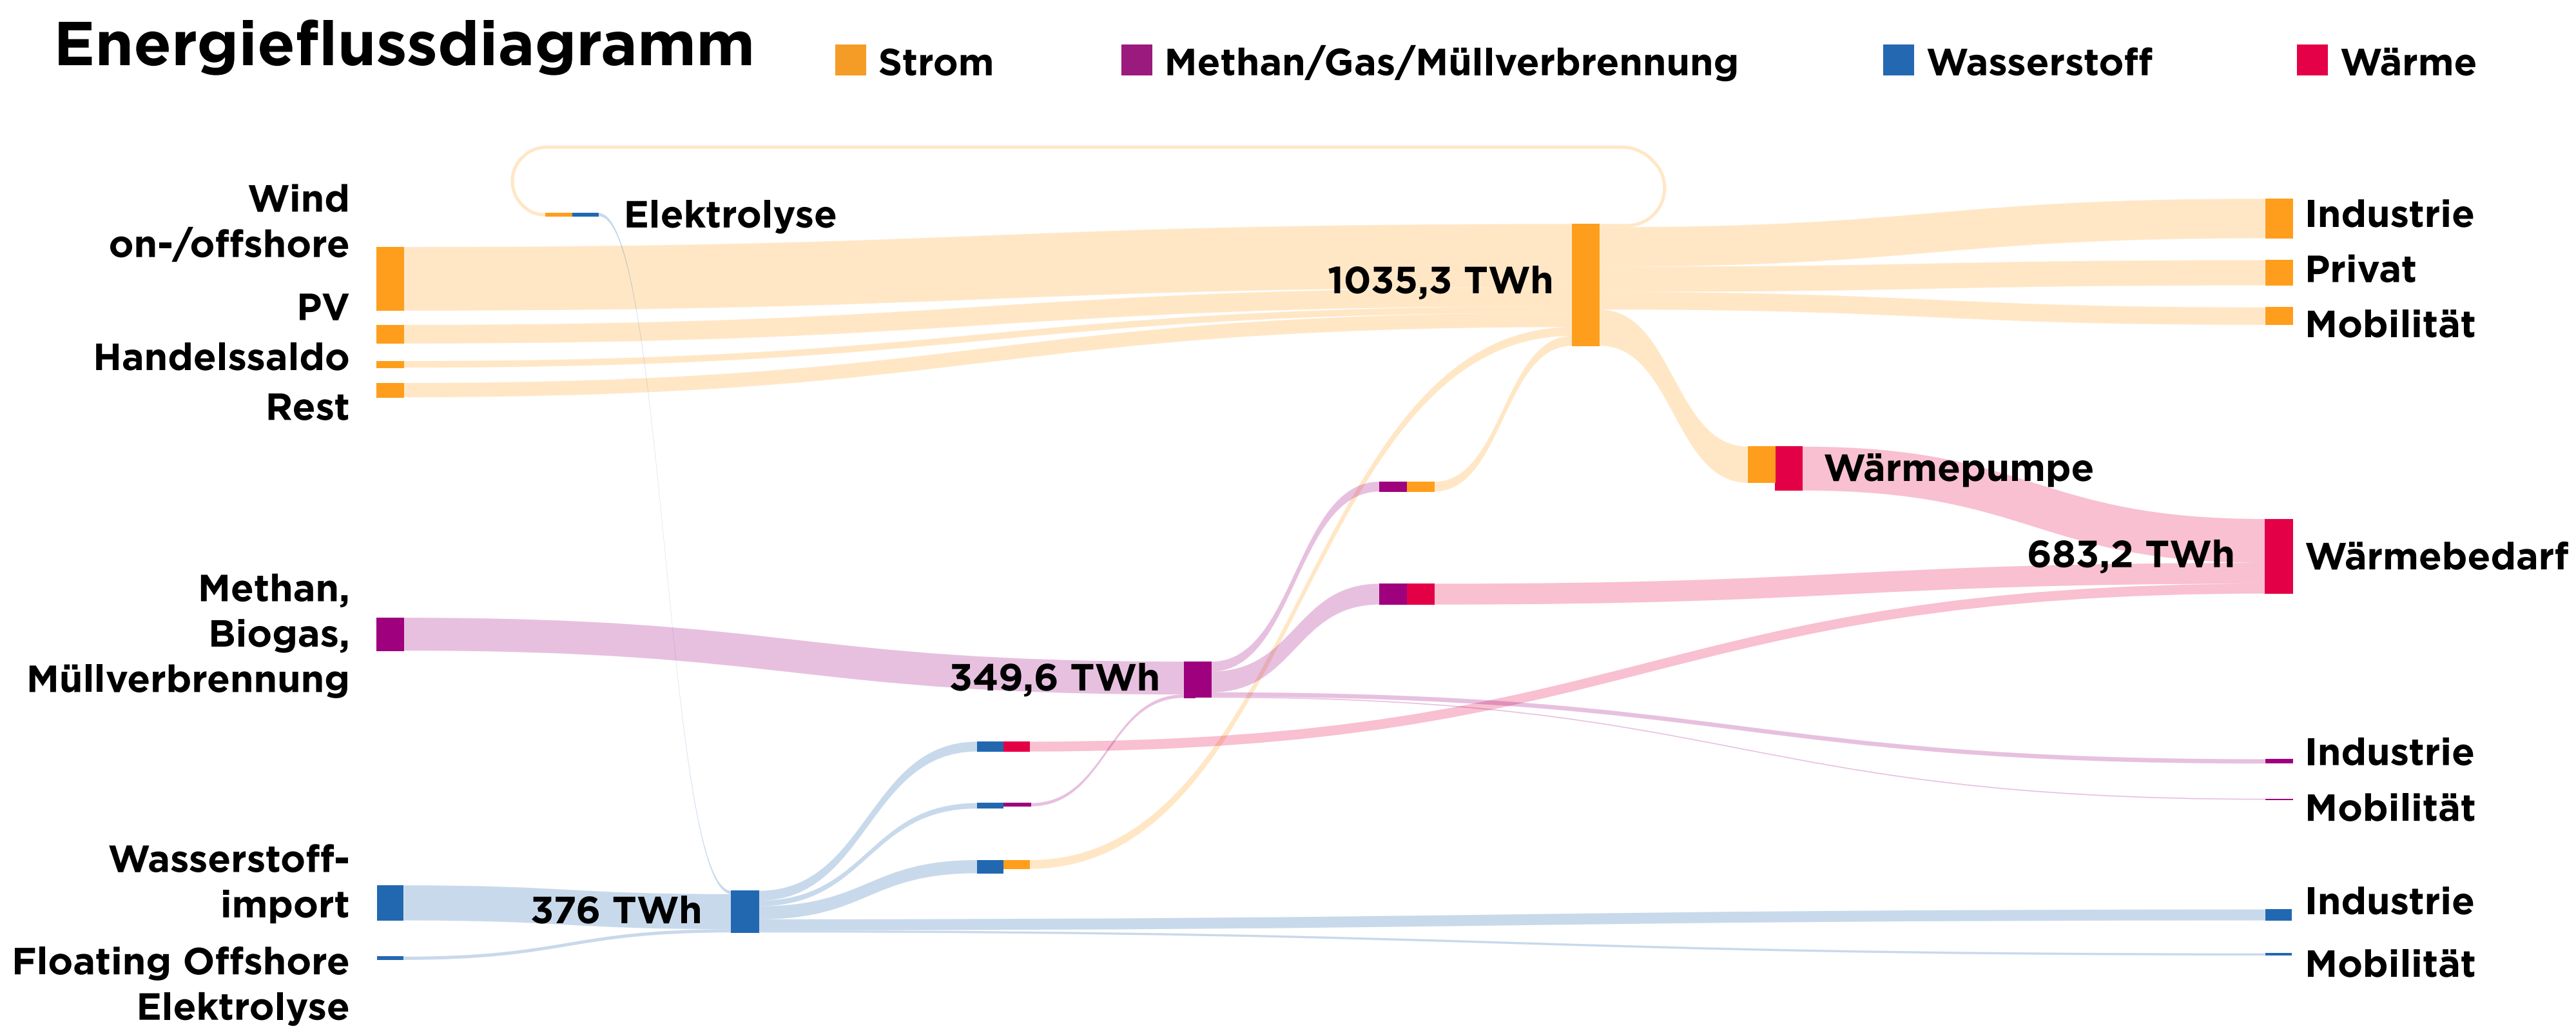 Energieflussdiagramm
Strom
Methan/Gas/Müllverbrennung
Wasserstoff
Wärme
Wind
on-/offshore
PV
Handelssaldo
Rest
Elektrolyse
1035,3 TWh
Industrie
Privat
Mobilität
Wärmepumpe
683,2 TWh
Wärmebedarf
Methan,
Biogas,
Müllverbrennung
349,6 TWh
Industrie
Mobilität
Wasserstoff-
import
376 TWh
Floating Offshore
Elektrolyse
Industrie
Mobilität